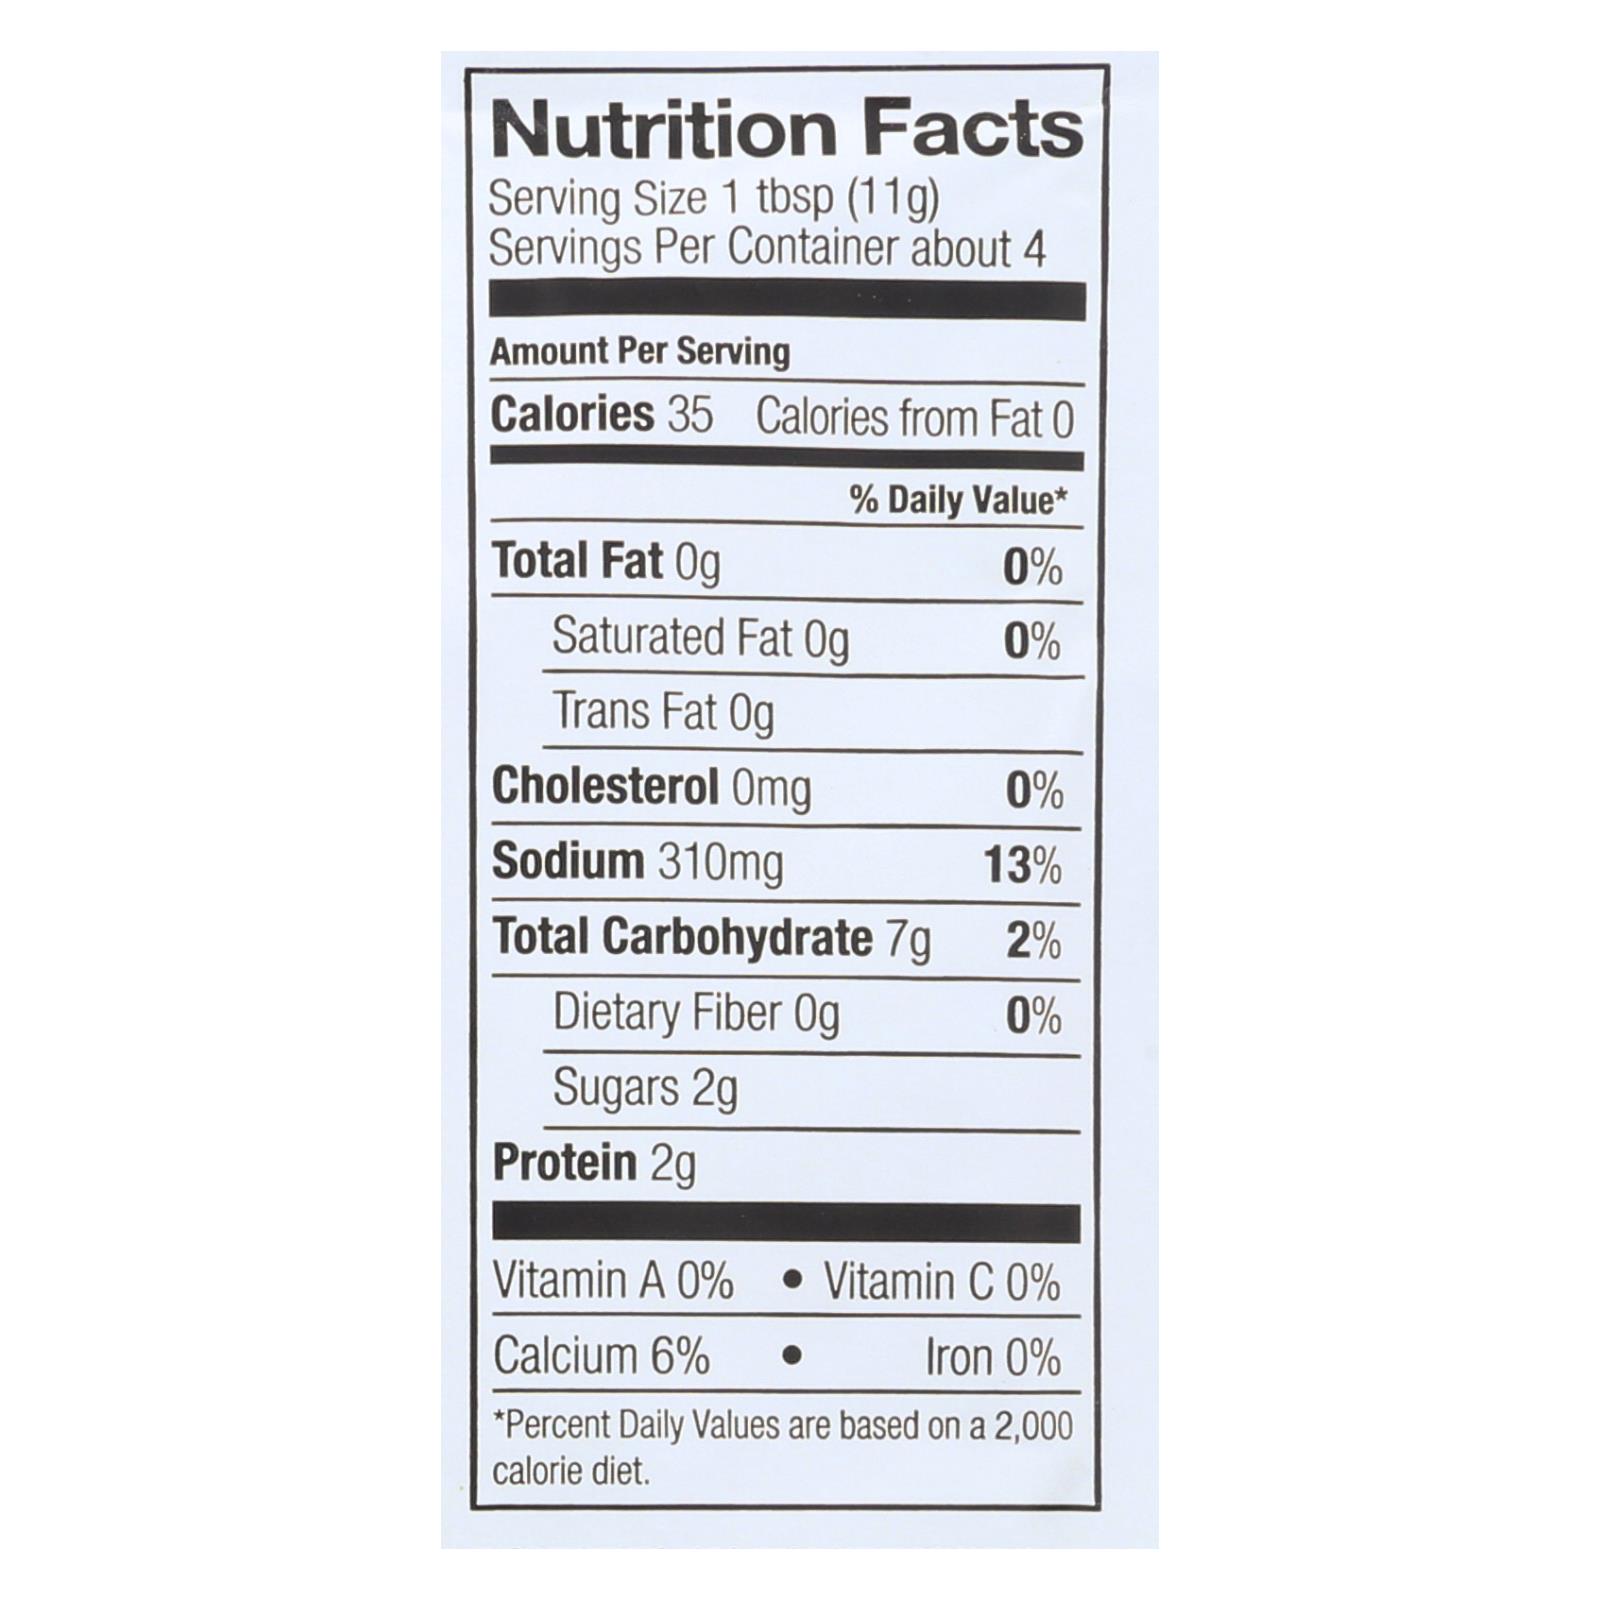 Nutrition Facts
Serving Size 1 tbsp (11g)
Servings Per Container about 4
Amount Per Serving
Calories 35 Calories from Fat 0
% Daily Value*
Total Fat 0g 0%
Saturated Fat 0g 0%
Trans Fat 0g
Cholesterol 0mg 0%
Sodium 310mg 13%
Total Carbohydrate 7g 2%
Dietary Fiber 0g 0%
Sugars 2g
Protein 2g
Vitamin A 0% • Vitamin C 0%
Calcium 6% • Iron 0%
*Percent Daily Values are based on a 2,000
calorie diet.